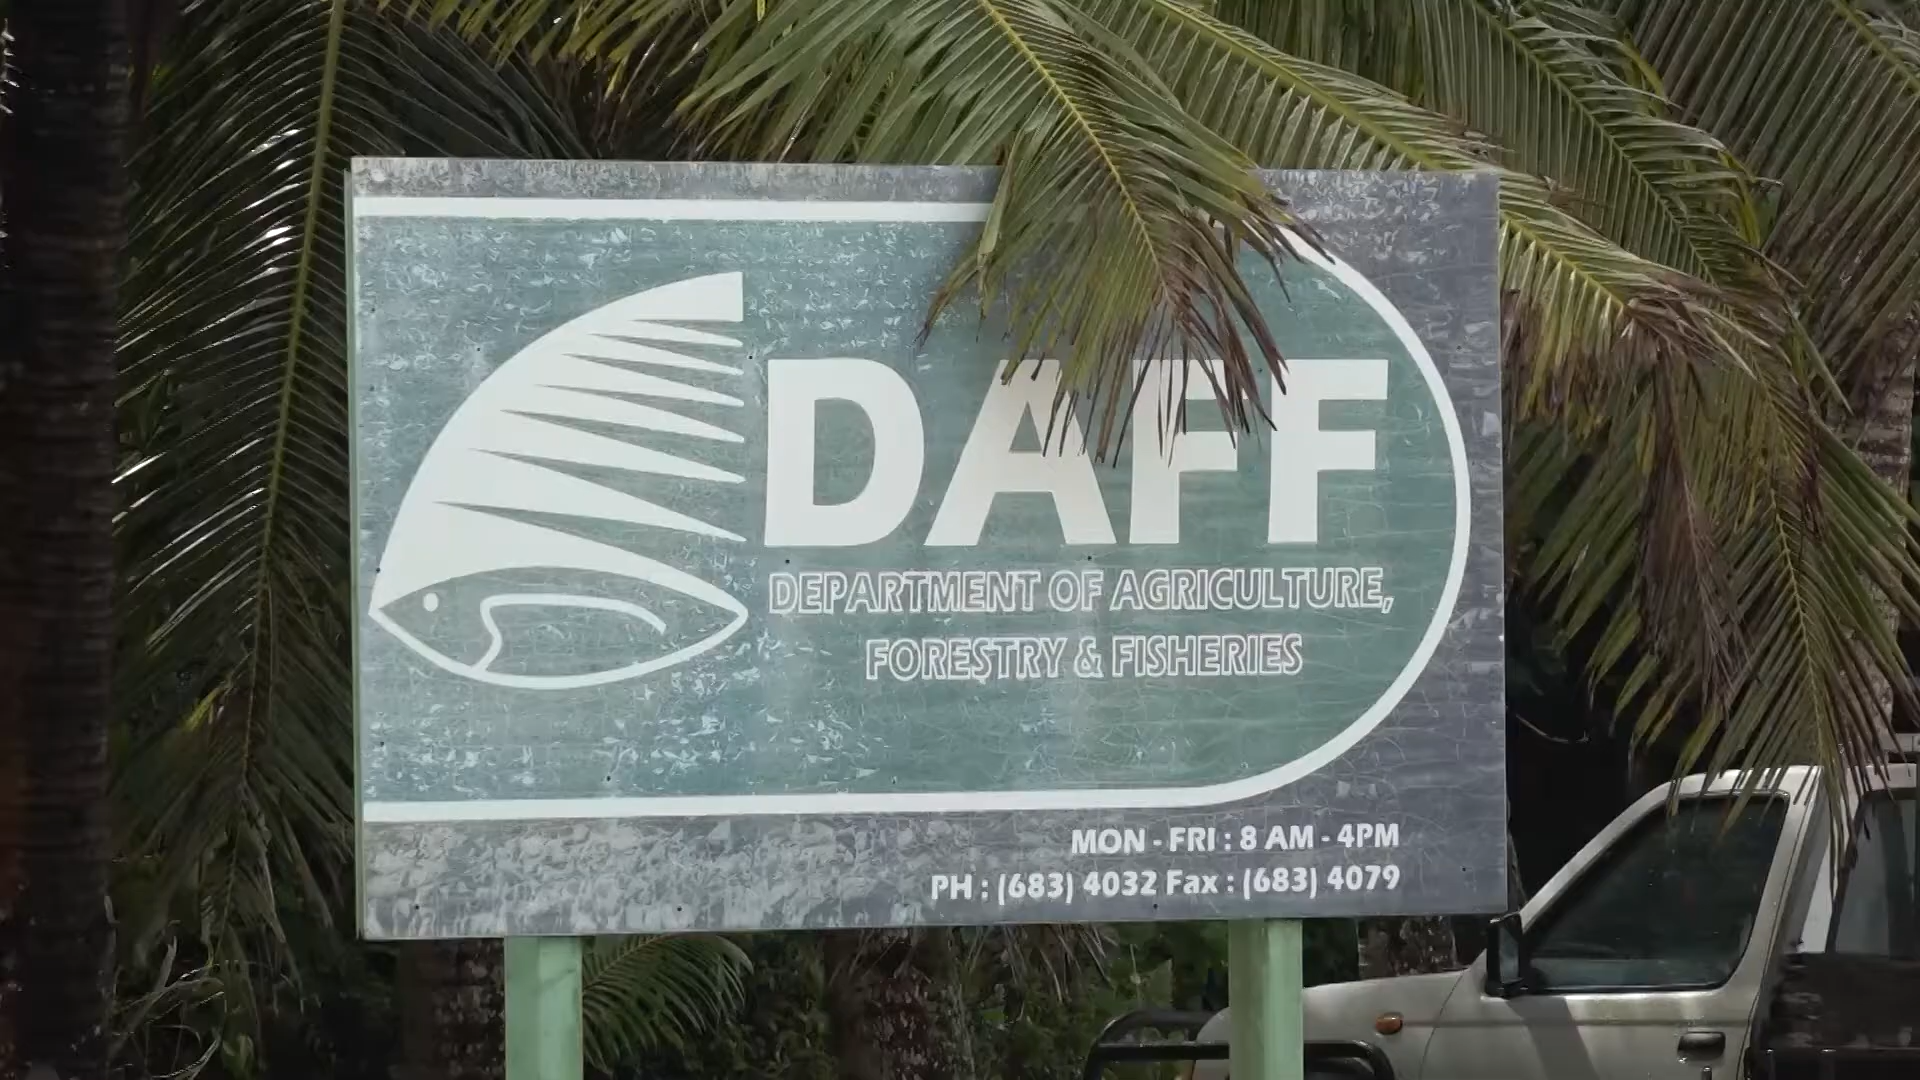 DAFF
DEPARTMENT OF AGRICULTURE,
FORESTRY & FISHERIES
MON - FRI : 8 AM - 4PM
PH : (683) 4032 Fax : (683) 4079